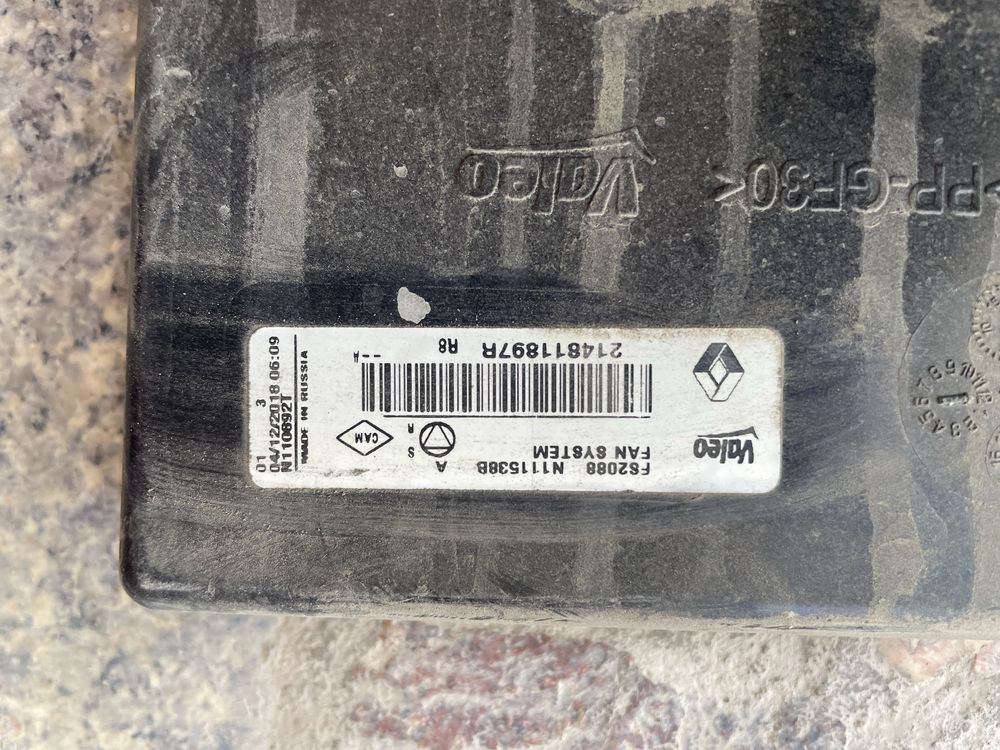 Valeo
FS2088 N111538B
FAN SYSTEM
A
S
R
CAM
--A
214811897R R8
01 3
04/12/2018 06:09
N110892T
MADE IN RUSSIA
>PP-GF30<
Valeo